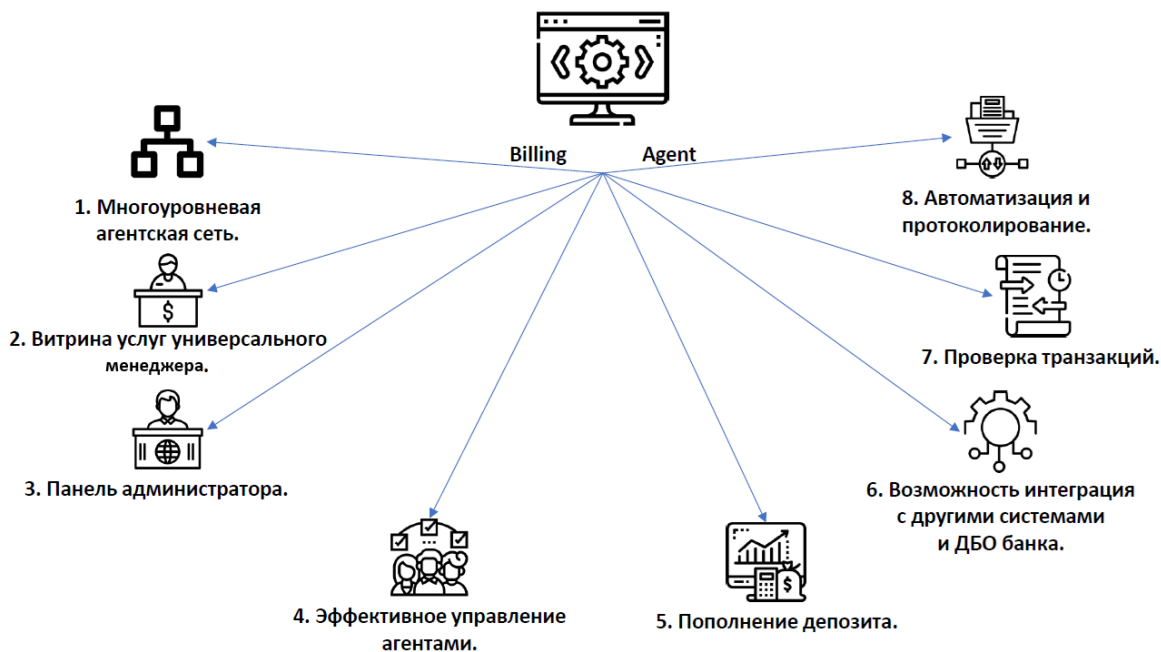 Billing Agent
1. Многоуровневая
агентская сеть.
2. Витрина услуг универсального
менеджера.
3. Панель администратора.
4. Эффективное управление
агентами.
5. Пополнение депозита.
6. Возможность интеграция
с другими системами
и ДБО банка.
7. Проверка транзакций.
8. Автоматизация и
протоколирование.